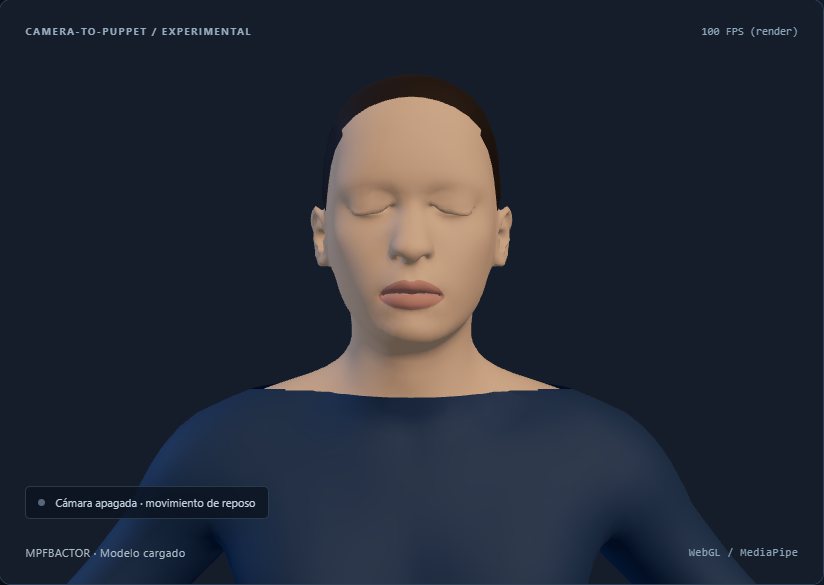 CAMERA-TO-PUPPET / EXPERIMENTAL
100 FPS (render)
Cámara apagada · movimiento de reposo
MPFBACTOR · Modelo cargado
WebGL / MediaPipe